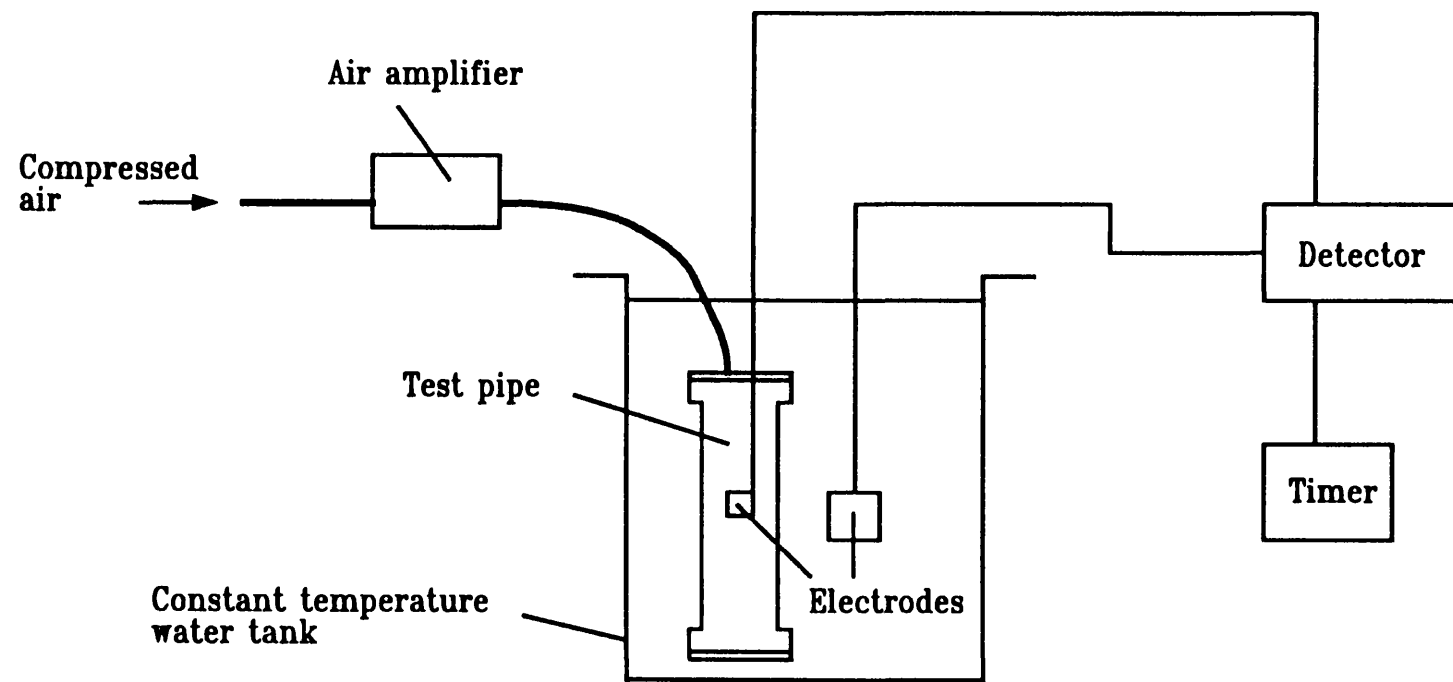 Air amplifier
Compressed
air
Detector
Test pipe
Timer
Electrodes
Constant temperature
water tank